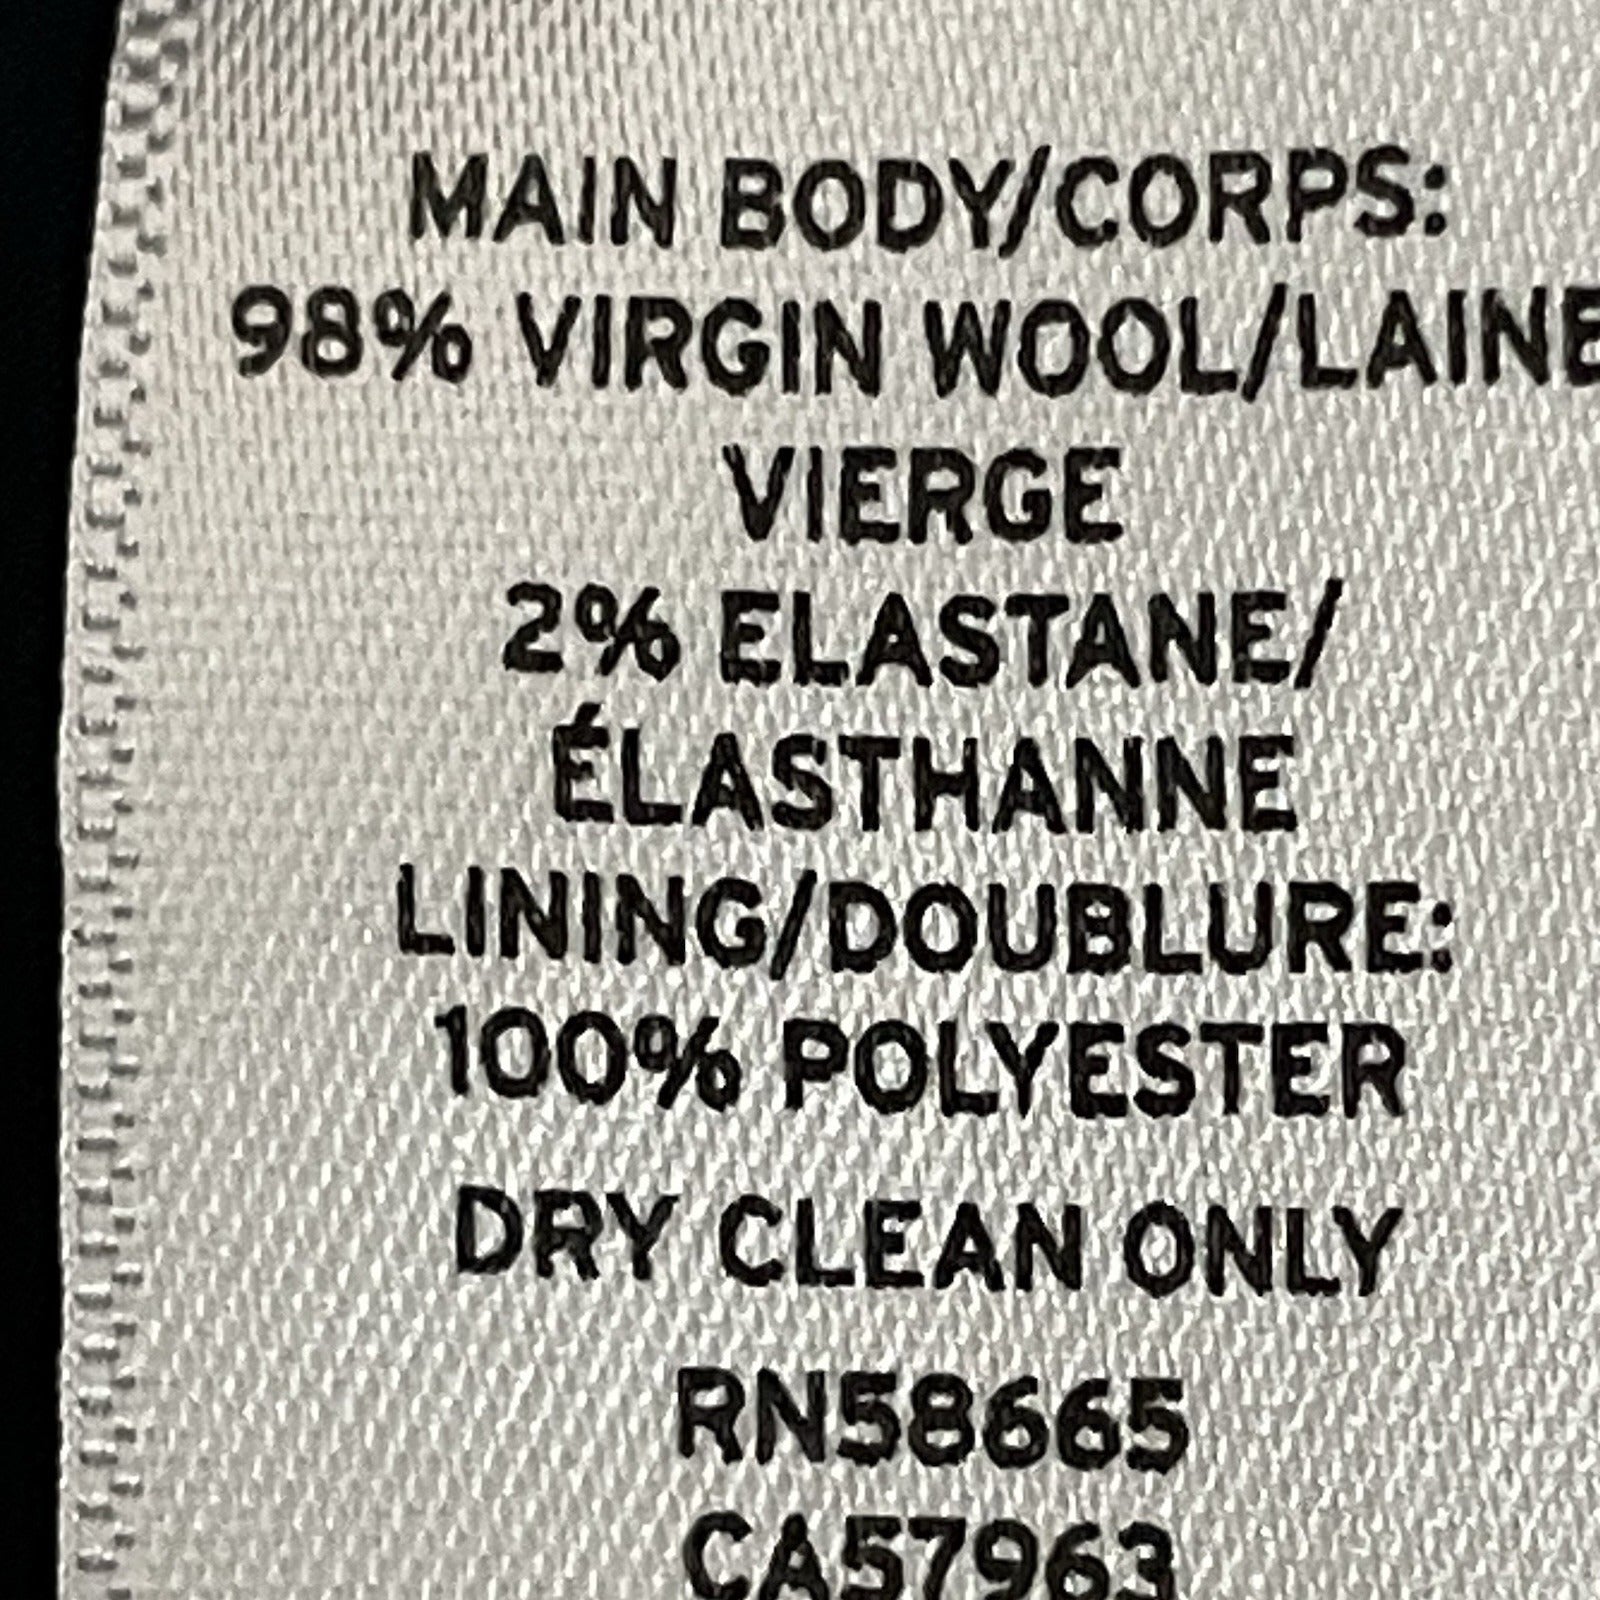 MAIN BODY/CORPS:
98% VIRGIN WOOL/LAINE
VIERGE
2% ELASTANE/
ÉLASTHANNE
LINING/DOUBLURE:
100% POLYESTER
DRY CLEAN ONLY
RN58665
CA57963